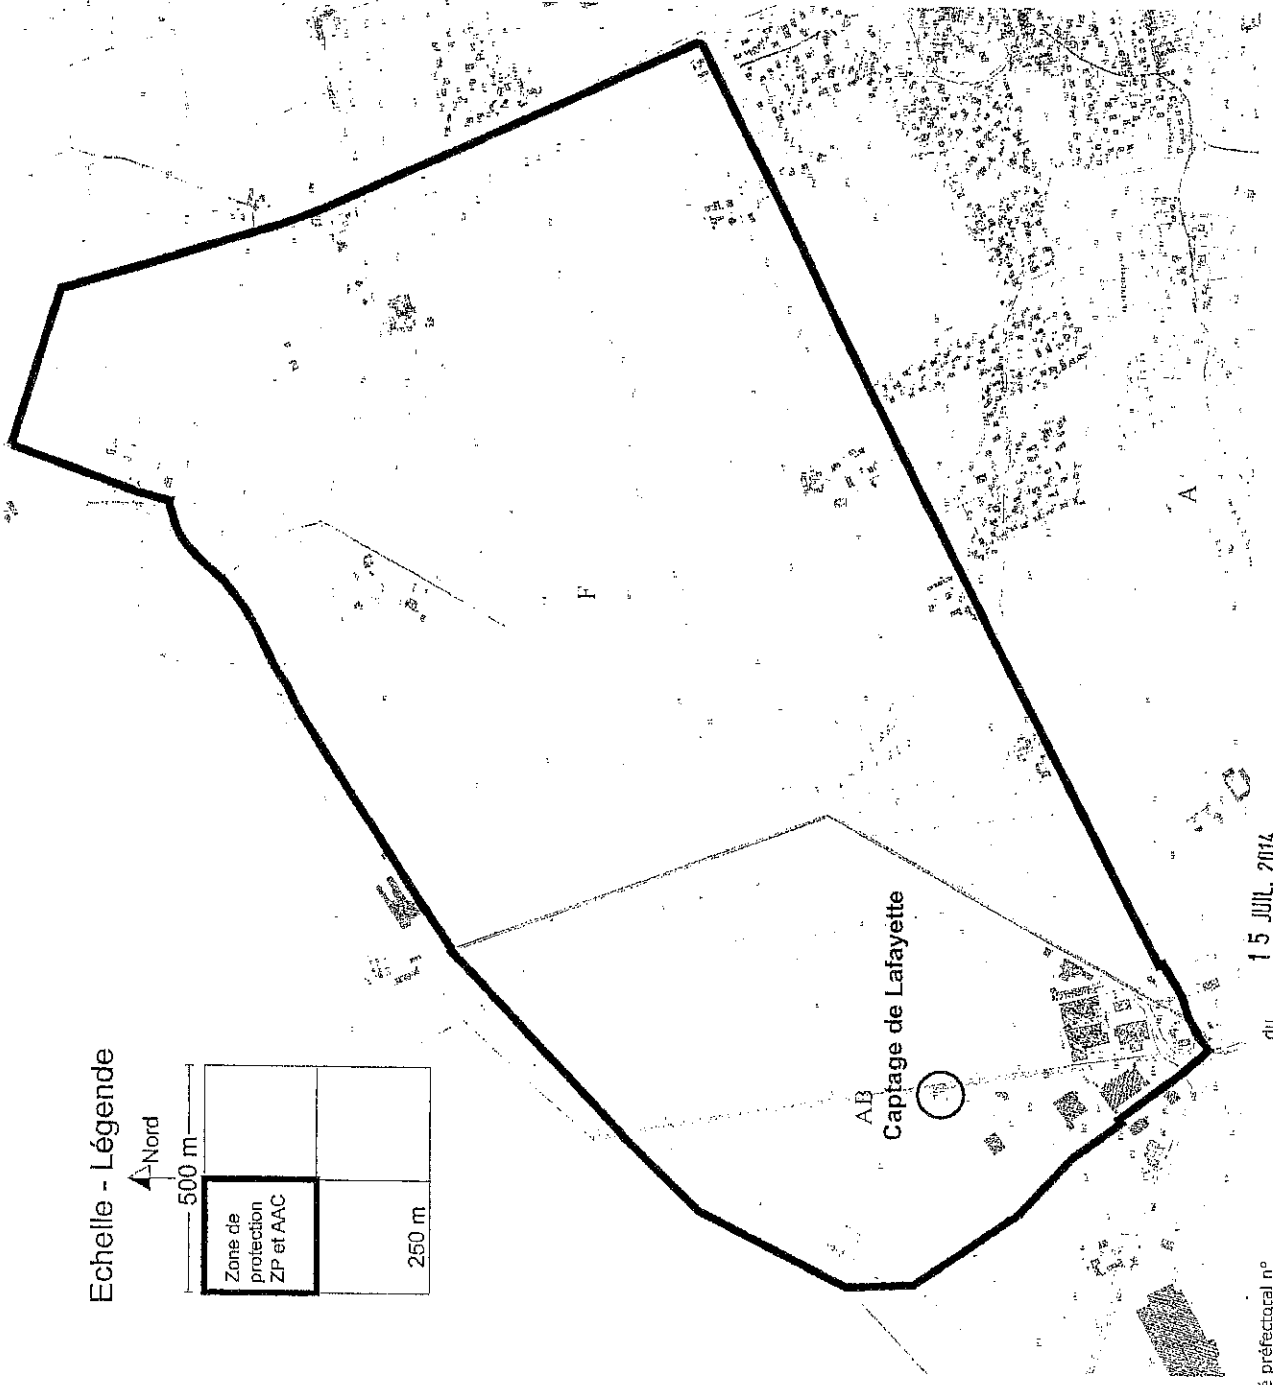 Echelle - Légende
Nord
500 m
Zone de
protection
ZP et AAC
250 m
F
A
AB
Captage de Lafayette
préfectoral n°
du 15 JUIL. 2014